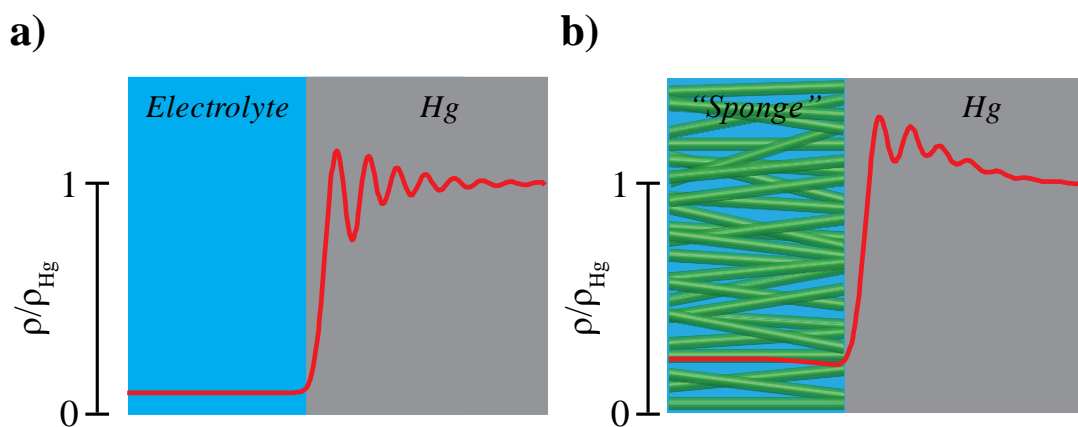 a)
Electrolyte
Hg
1
ρ/ρHg
0
b)
“Sponge”
Hg
1
ρ/ρHg
0